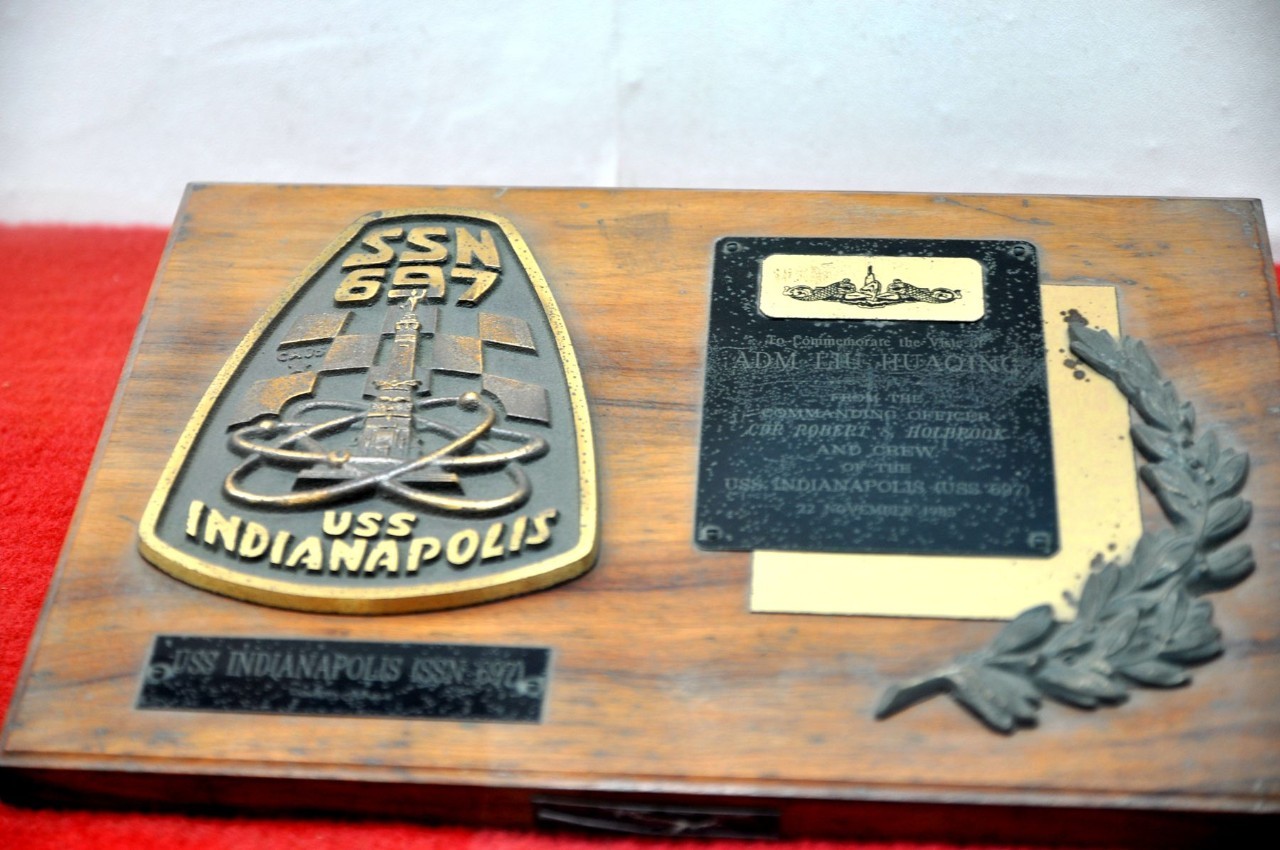 SSN
697
USS
INDIANAPOLIS
USS INDIANAPOLIS (SSN 697)
To Commemorate the Visit of
ADM LIU HUAQING
FROM THE
COMMANDING OFFICER
CDR ROBERT HOLBROOK
AND CREW
OF THE
USS INDIANAPOLIS (USS 697)
22 NOVEMBER 1985